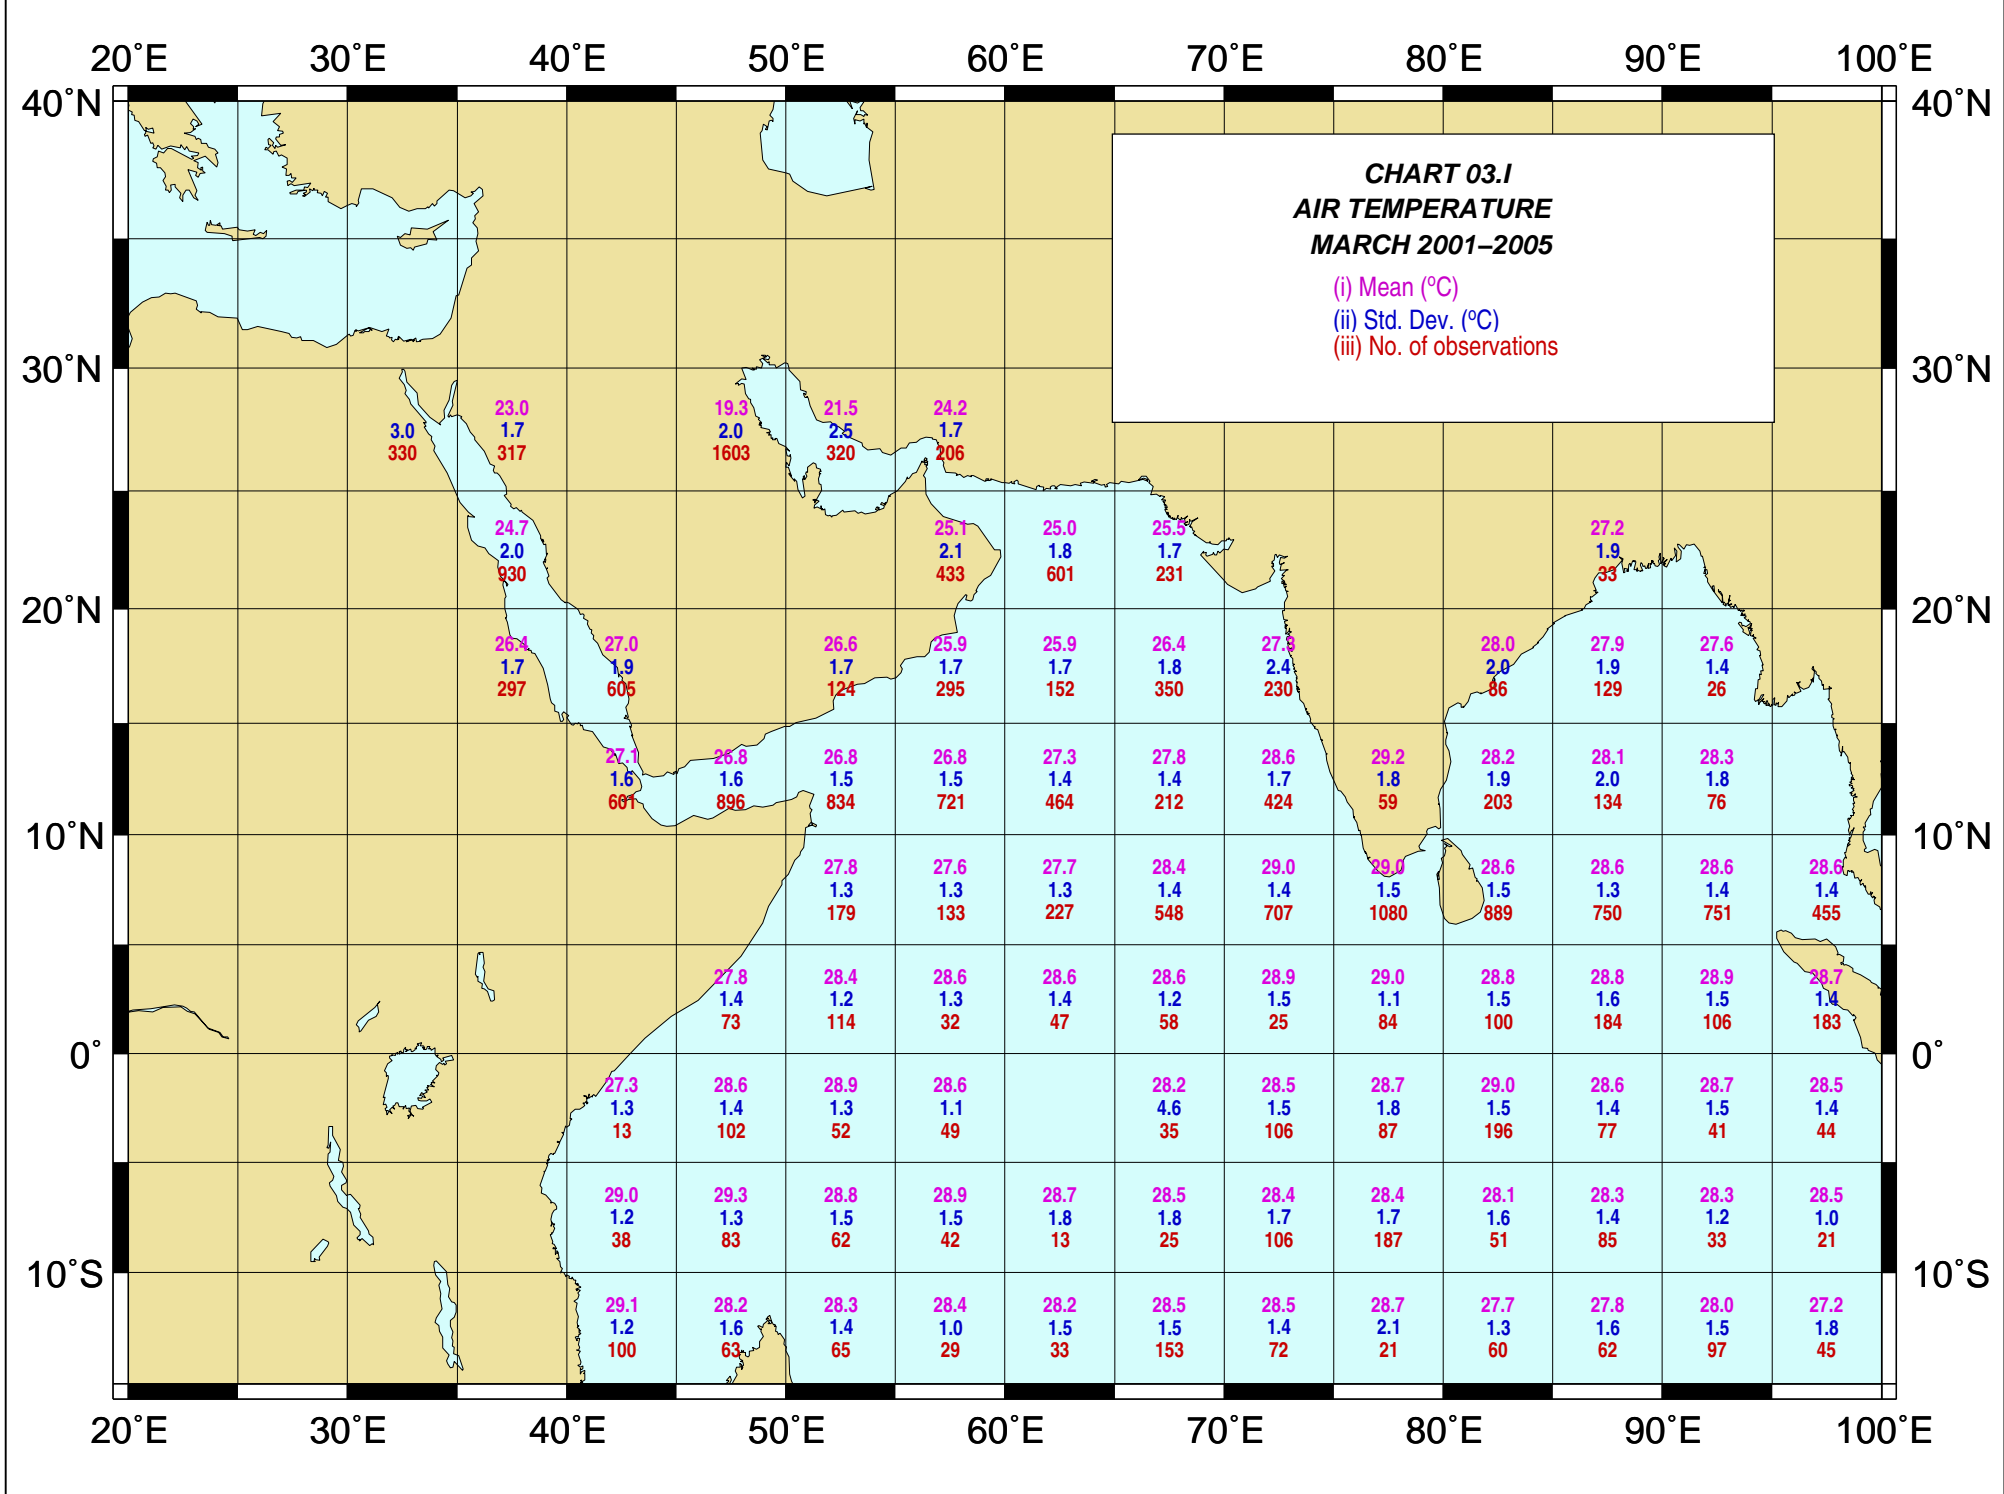 20°E 30°E 40°E 50°E 60°E 70°E 80°E 90°E 100°E
40°N 40°N
CHART 03.I
AIR TEMPERATURE
MARCH 2001–2005
(i) Mean (ºC)
(ii) Std. Dev. (ºC)
(iii) No. of observations
30°N 30°N
23.0 19.3 21.5 24.2
3.0 1.7 2.0 2.5 1.7
330 317 1603 320 206
24.7 25.1 25.0 25.5 27.2
2.0 2.1 1.8 1.7 1.9
930 433 601 231 33
20°N 20°N
26.4 27.0 26.6 25.9 25.9 26.4 27.3 28.0 27.9 27.6
1.7 1.9 1.7 1.7 1.7 1.8 2.4 2.0 1.9 1.4
297 605 124 295 152 350 230 86 129 26
27.1 26.8 26.8 26.8 27.3 27.8 28.6 29.2 28.2 28.1 28.3
1.6 1.6 1.5 1.5 1.4 1.4 1.7 1.8 1.9 2.0 1.8
601 896 834 721 464 212 424 59 203 134 76
10°N 10°N
27.8 27.6 27.7 28.4 29.0 29.0 28.6 28.6 28.6 28.6
1.3 1.3 1.3 1.4 1.4 1.5 1.5 1.3 1.4 1.4
179 133 227 548 707 1080 889 750 751 455
27.8 28.4 28.6 28.6 28.6 28.9 29.0 28.8 28.8 28.9 28.7
1.4 1.2 1.3 1.4 1.2 1.5 1.1 1.5 1.6 1.5 1.4
73 114 32 47 58 25 84 100 184 106 183
0° 0°
27.3 28.6 28.9 28.6 28.2 28.5 28.7 29.0 28.6 28.7 28.5
1.3 1.4 1.3 1.1 4.6 1.5 1.8 1.5 1.4 1.5 1.4
13 102 52 49 35 106 87 196 77 41 44
29.0 29.3 28.8 28.9 28.7 28.5 28.4 28.4 28.1 28.3 28.3 28.5
1.2 1.3 1.5 1.5 1.8 1.8 1.7 1.7 1.6 1.4 1.2 1.0
38 83 62 42 13 25 106 187 51 85 33 21
10°S 10°S
29.1 28.2 28.3 28.4 28.2 28.5 28.5 28.7 27.7 27.8 28.0 27.2
1.2 1.6 1.4 1.0 1.5 1.5 1.4 2.1 1.3 1.6 1.5 1.8
100 63 65 29 33 153 72 21 60 62 97 45
20°E 30°E 40°E 50°E 60°E 70°E 80°E 90°E 100°E